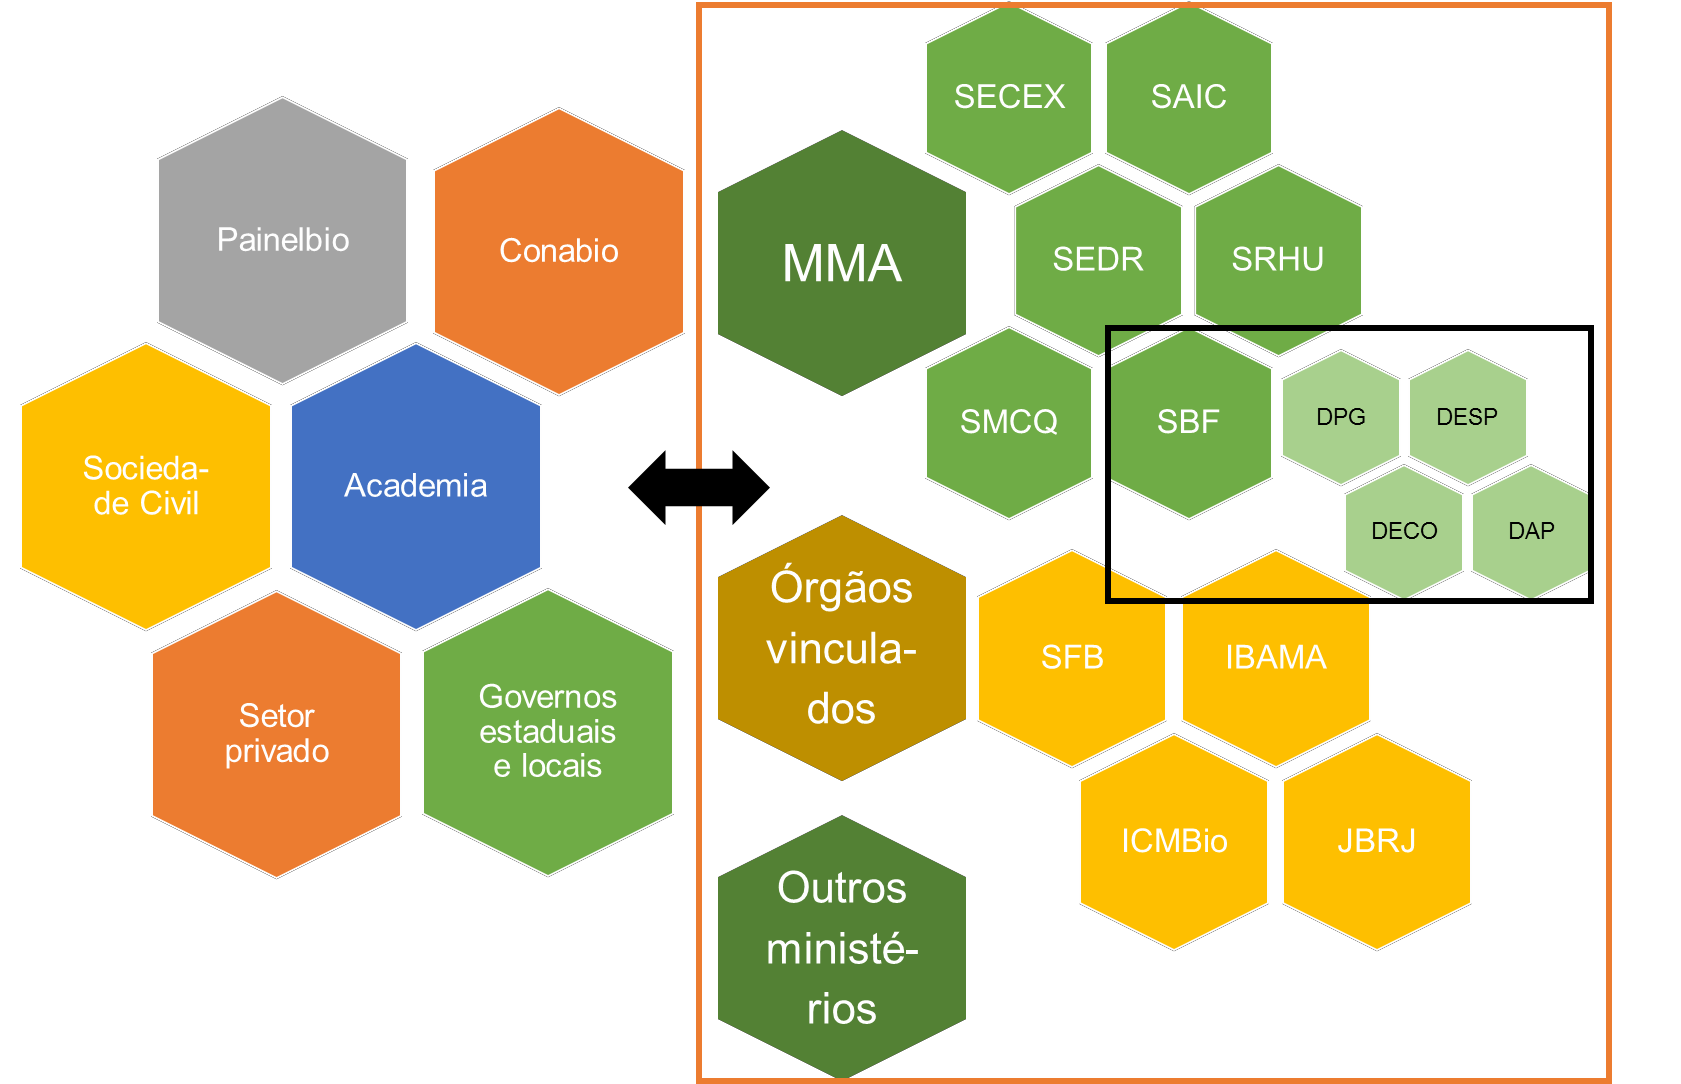 Painelbio
Conabio
Socieda-
de Civil
Academia
Setor
privado
Governos
estaduais
e locais
MMA
SECEX
SAIC
SEDR
SRHU
SMCQ
SBF
DPG
DESP
DECO
DAP
Órgãos
vincula-
dos
SFB
IBAMA
ICMBio
JBRJ
Outros
ministé-
rios